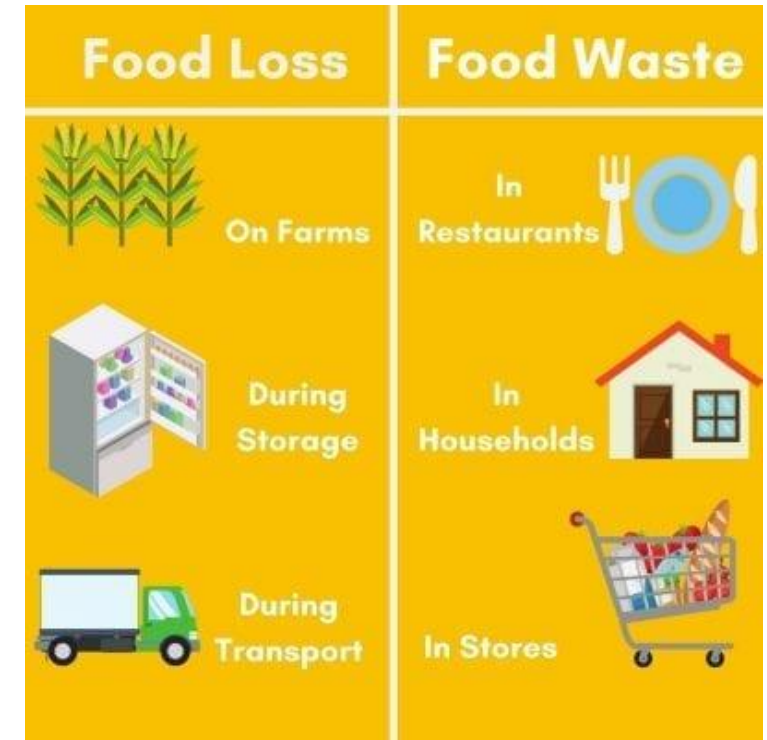 Food Loss
Food Waste
On Farms
In
Restaurants
During
Storage
In
Households
During
Transport
In Stores